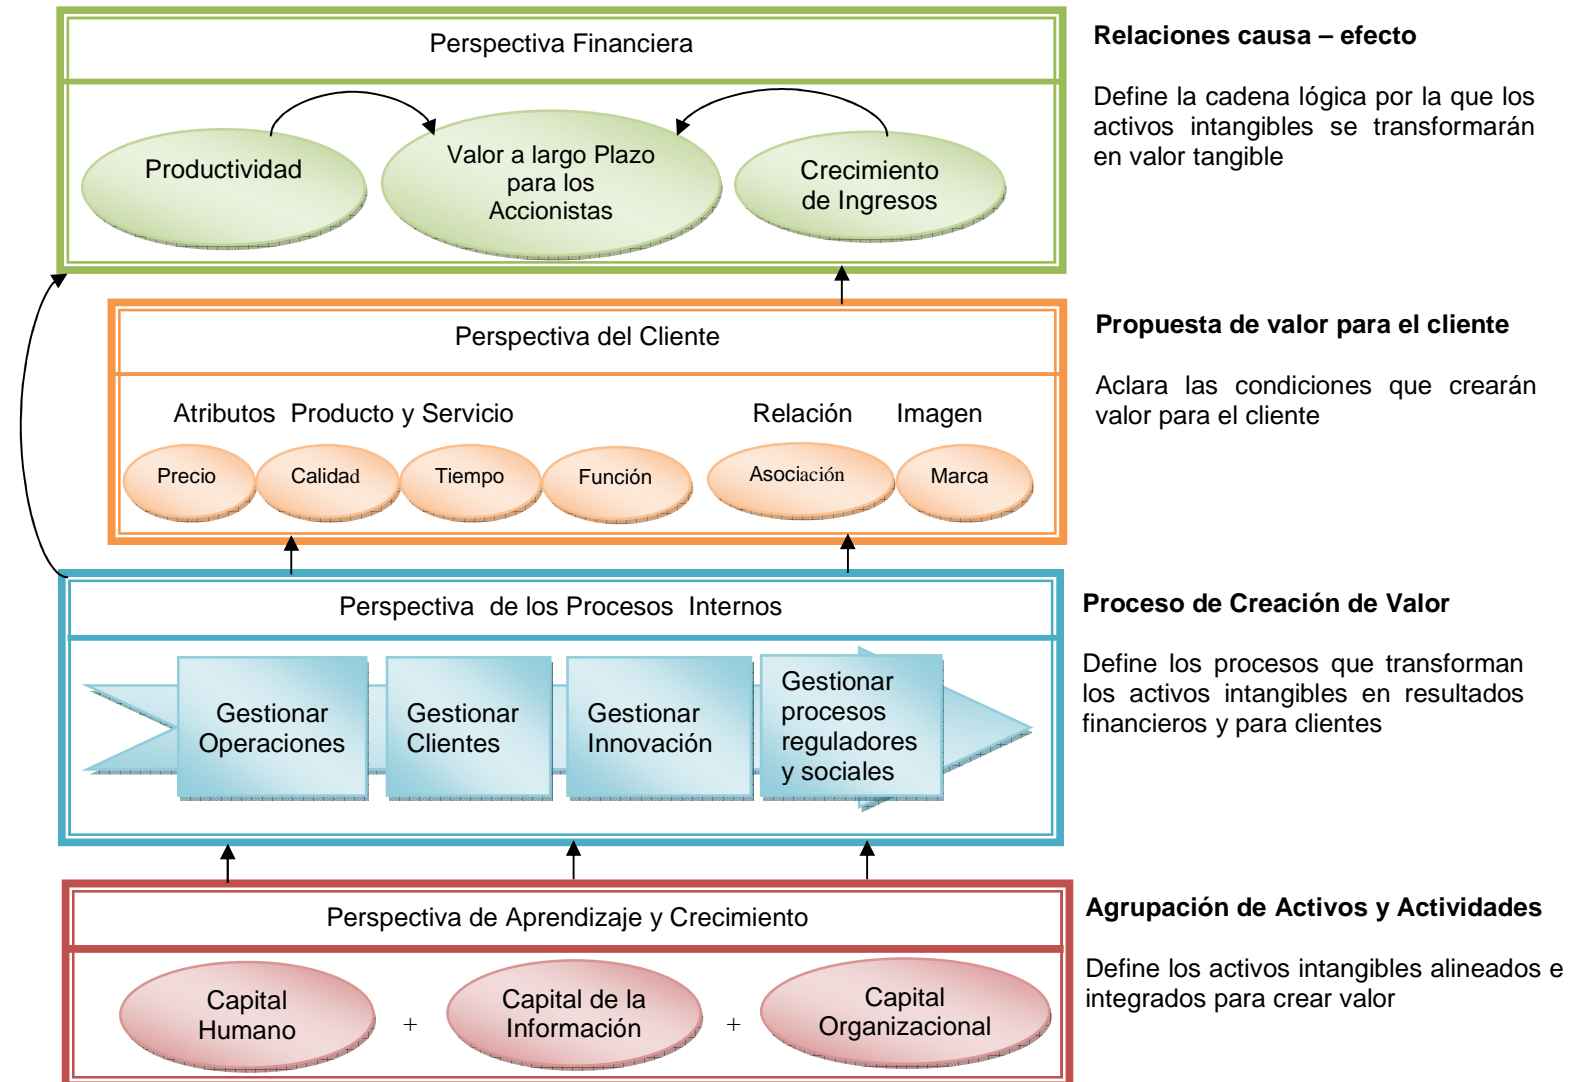 Perspectiva Financiera
Productividad
Valor a largo Plazo
para los
Accionistas
Crecimiento
de Ingresos
Relaciones causa – efecto
Define la cadena lógica por la que los
activos intangibles se transformarán
en valor tangible
Perspectiva del Cliente
Atributos Producto y Servicio
Relación
Imagen
Precio
Calidad
Tiempo
Función
Asociación
Marca
Propuesta de valor para el cliente
Aclara las condiciones que crearán
valor para el cliente
Perspectiva de los Procesos Internos
Gestionar
Operaciones
Gestionar
Clientes
Gestionar
Innovación
Gestionar
procesos
reguladores
y sociales
Proceso de Creación de Valor
Define los procesos que transforman
los activos intangibles en resultados
financieros y para clientes
Perspectiva de Aprendizaje y Crecimiento
Capital
Humano
+
Capital de la
Información
+
Capital
Organizacional
Agrupación de Activos y Actividades
Define los activos intangibles alineados e
integrados para crear valor